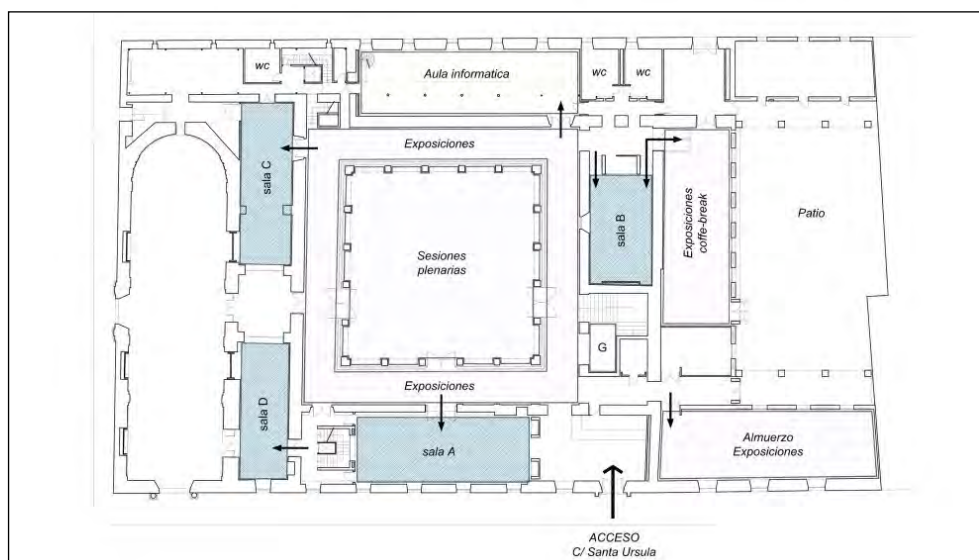 wc
Aula informatica
wc
wc
Exposiciones
sala C
Sesiones
plenarias
sala B
Exposiciones
coffe-break
Patio
G
Exposiciones
sala D
sala A
Almuerzo
Exposiciones
ACCESO
C/ Santa Ursula